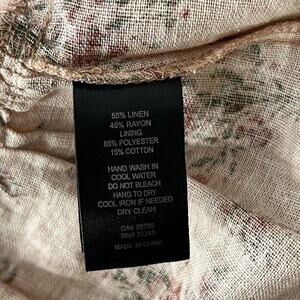 55% LINEN
45% RAYON
LINING
85% POLYESTER
15% COTTON
HAND WASH IN
COOL WATER
DO NOT BLEACH
HANG TO DRY
COOL IRON IF NEEDED
DRY CLEAN
MADE IN CHINA